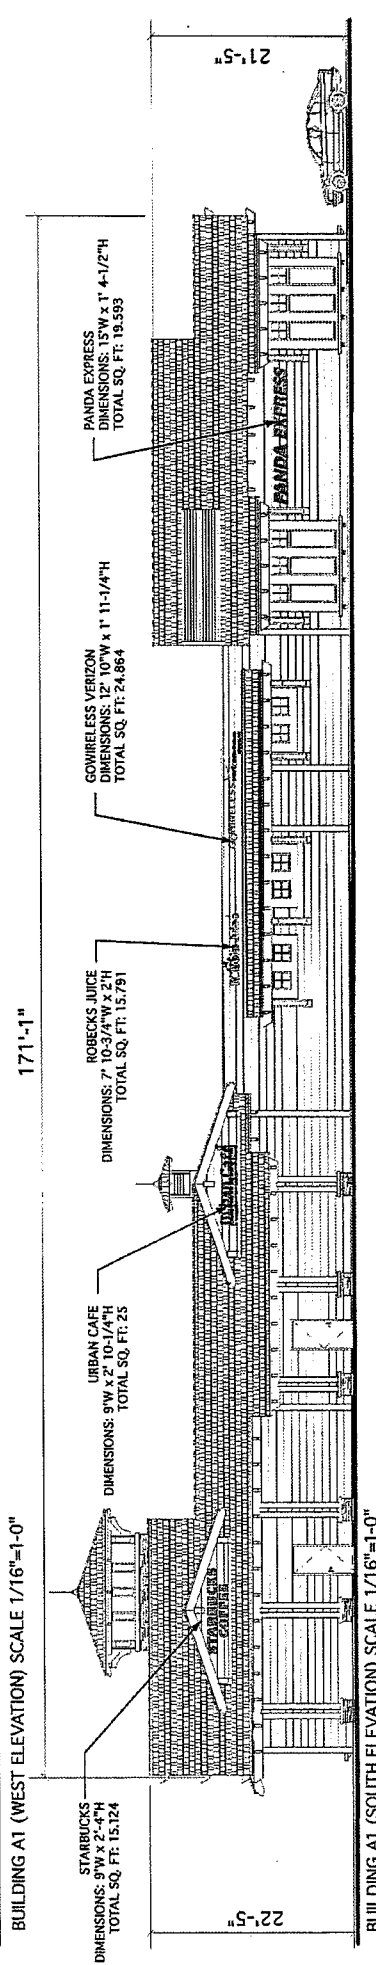 BUILDING A1 (WEST ELEVATION) SCALE 1/16"=1-0"
171'-1"
STARBUCKS
DIMENSIONS: 9'W x 2'-4"H
TOTAL SQ. FT: 15.124
URBAN CAFE
DIMENSIONS: 9'W x 2' 10-1/4"H
TOTAL SQ. FT: 25
ROBECKS JUICE
DIMENSIONS: 7' 10-3/4"W x 2'H
TOTAL SQ. FT: 15.791
GOWIRELESS VERIZON
DIMENSIONS: 12' 10"W x 1' 11-1/4"H
TOTAL SQ. FT: 24.864
PANDA EXPRESS
DIMENSIONS: 15'W x 1' 4-1/2"H
TOTAL SQ. FT: 19.593
22'-5"
STARBUCKS
COFFEE
URBAN CAFE
PANDA EXPRESS
21'-5"
BUILDING A1 (SOUTH ELEVATION) SCALE 1/16"=1-0"